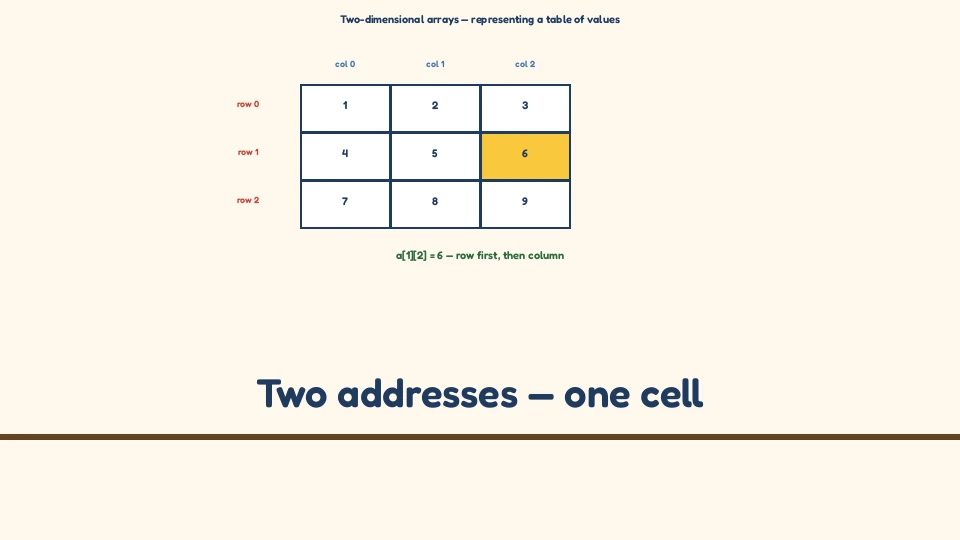 Two-dimensional arrays — representing a table of values
col 0 col 1 col 2
row 0 1 2 3
row 1 4 5 6
row 2 7 8 9
a[1][2] = 6 — row first, then column
Two addresses — one cell